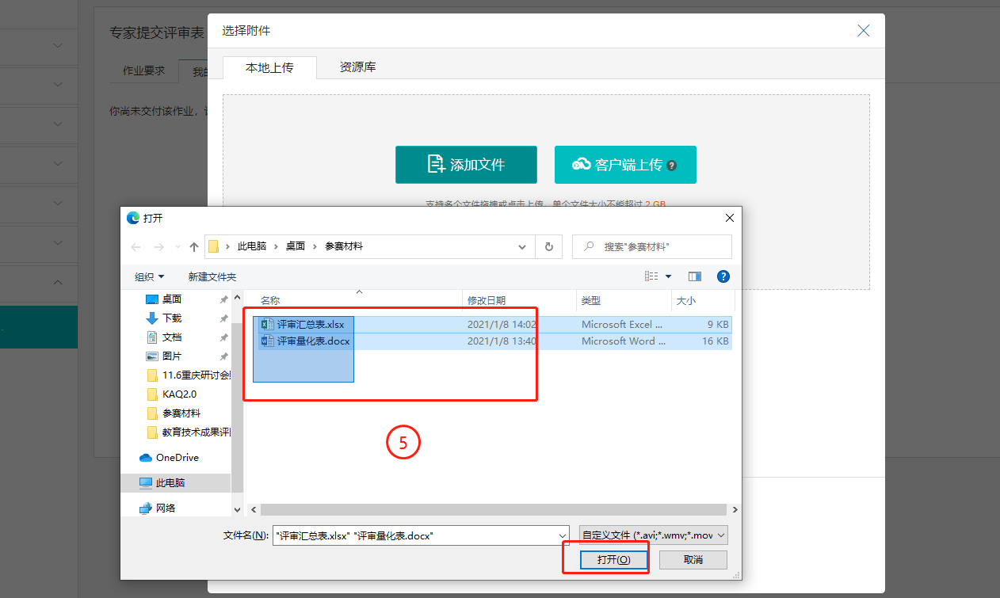 专家提交评审表
选择附件
作业要求
我的
本地上传
资源库
你尚未交付该作业，请
添加文件
客户端上传
支持多个文件拖拽或点击上传，单个文件大小不能超过 2 GB
打开
此电脑 › 桌面 › 参赛材料
搜索"参赛材料"
组织
新建文件夹
名称 修改日期 类型 大小
桌面
下载
文档
图片
11.6重庆研讨会
KAQ2.0
参赛材料
教育技术成果评
OneDrive
此电脑
网络
评审汇总表.xlsx 2021/1/8 14:02 Microsoft Excel ... 9 KB
评审量化表.docx 2021/1/8 13:40 Microsoft Word ... 16 KB
5
文件名(N): "评审汇总表.xlsx" "评审量化表.docx"
自定义文件 (*.avi;*.wmv;*.mov
打开(O)
取消